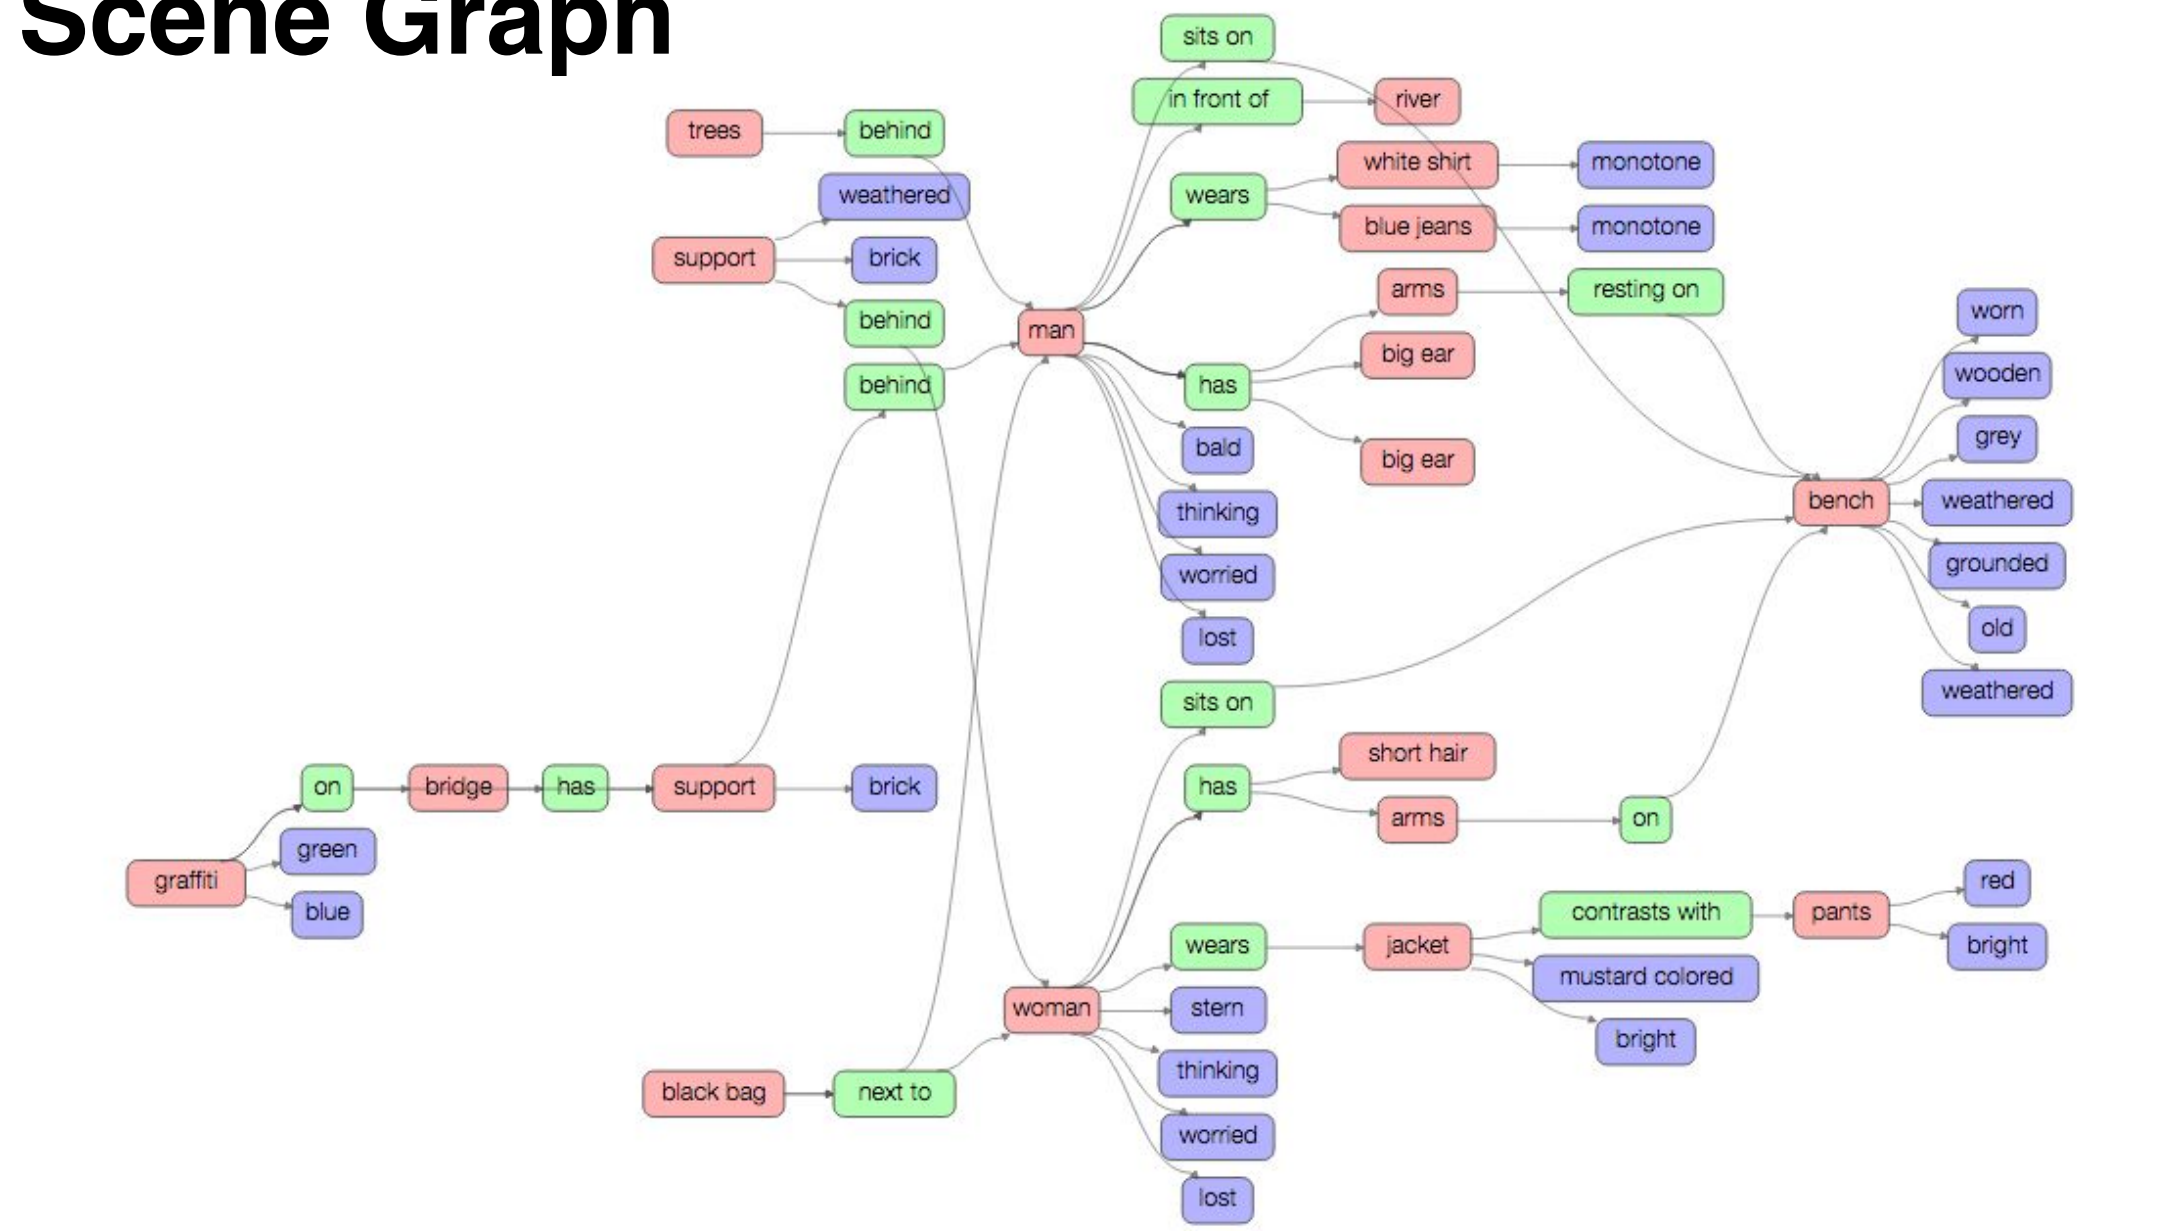 Scene Graph
sits on
in front of
river
trees
behind
white shirt
monotone
weathered
wears
blue jeans
monotone
support
brick
arms
resting on
behind
man
worn
big ear
wooden
behind
has
bald
big ear
grey
thinking
bench
weathered
worried
grounded
lost
old
sits on
weathered
short hair
on
bridge
has
support
brick
has
arms
on
green
graffiti
blue
red
contrasts with
pants
wears
jacket
bright
mustard colored
woman
stern
bright
thinking
black bag
next to
worried
lost